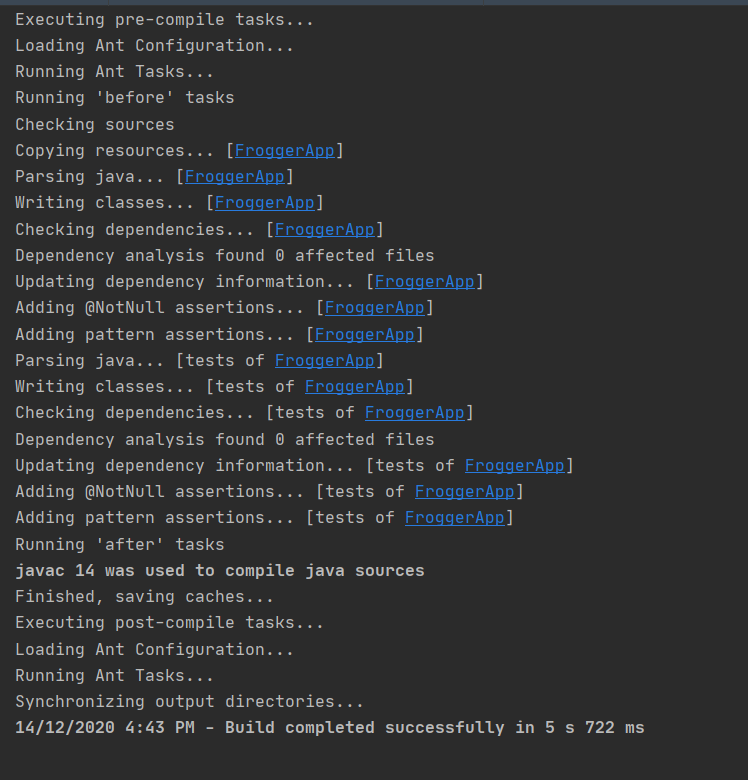 Executing pre-compile tasks...
Loading Ant Configuration...
Running Ant Tasks...
Running 'before' tasks
Checking sources
Copying resources... [FroggerApp]
Parsing java... [FroggerApp]
Writing classes... [FroggerApp]
Checking dependencies... [FroggerApp]
Dependency analysis found 0 affected files
Updating dependency information... [FroggerApp]
Adding @NotNull assertions... [FroggerApp]
Adding pattern assertions... [FroggerApp]
Parsing java... [tests of FroggerApp]
Writing classes... [tests of FroggerApp]
Checking dependencies... [tests of FroggerApp]
Dependency analysis found 0 affected files
Updating dependency information... [tests of FroggerApp]
Adding @NotNull assertions... [tests of FroggerApp]
Adding pattern assertions... [tests of FroggerApp]
Running 'after' tasks
javac 14 was used to compile java sources
Finished, saving caches...
Executing post-compile tasks...
Loading Ant Configuration...
Running Ant Tasks...
Synchronizing output directories...
14/12/2020 4:43 PM - Build completed successfully in 5 s 722 ms